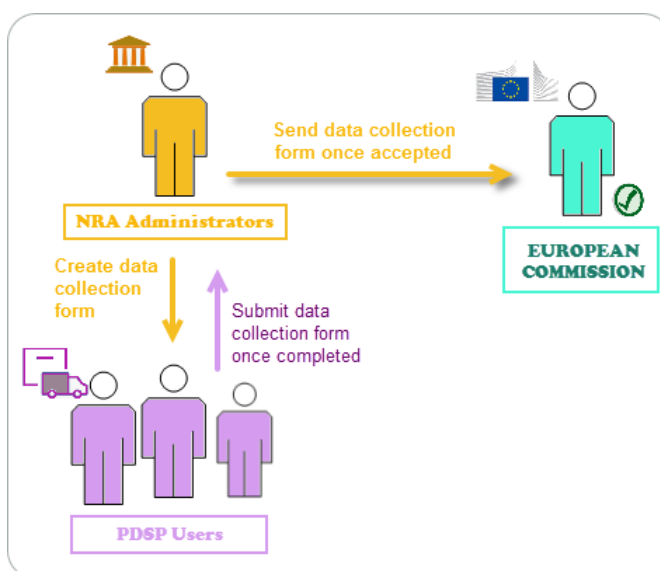 Send data collection
form once accepted
NRA Administrators
EUROPEAN
COMMISSION
Create data
collection
form
Submit data
collection form
once completed
PDSP Users